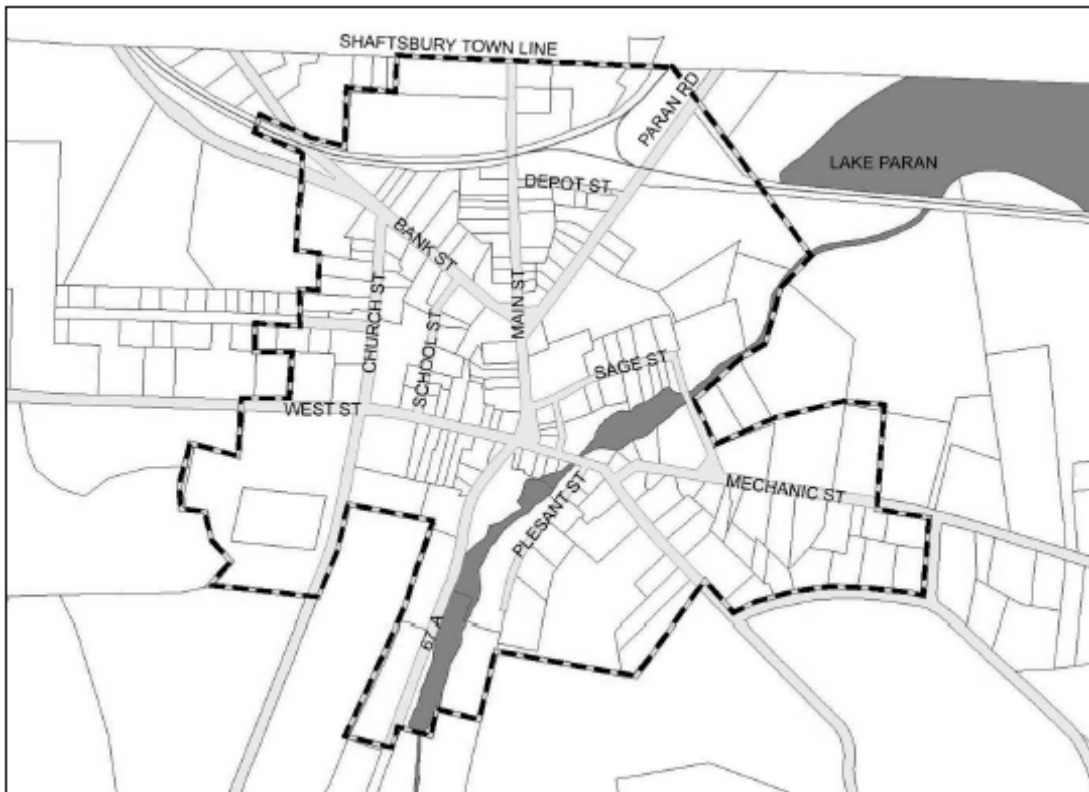 SHAFTSBURY TOWN LINE
PARAN RD
LAKE PARAN
DEPOT ST.
BANK ST
CHURCH ST
MAIN ST
SCHOOL ST
SAGE ST
WEST ST
MECHANIC ST
PLESANT ST
67 A